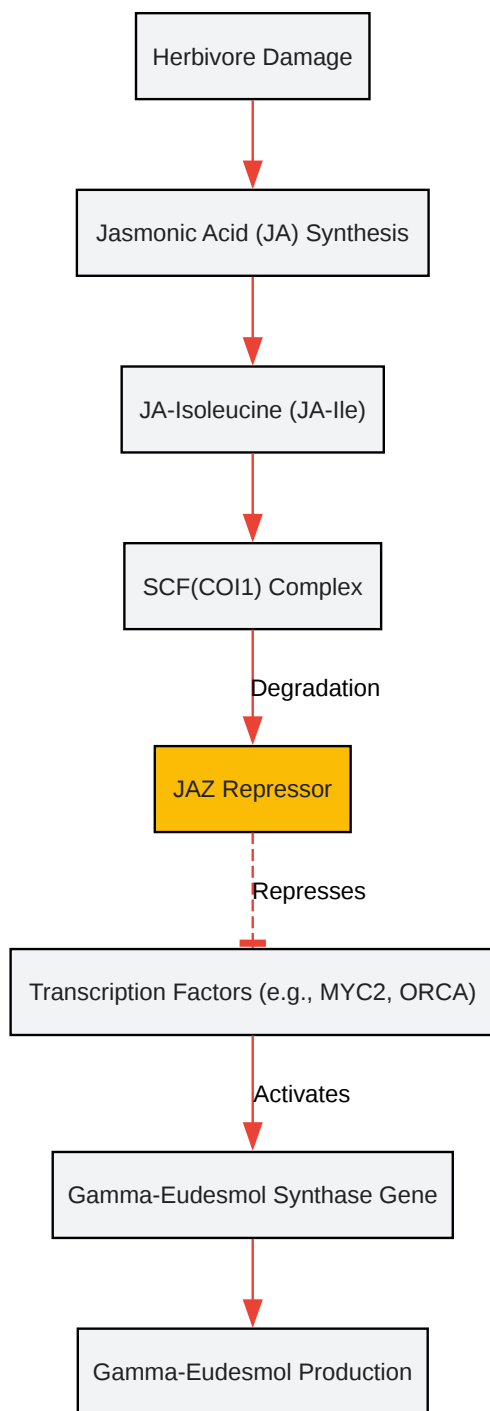 Herbivore Damage
Jasmonic Acid (JA) Synthesis
JA-Isoleucine (JA-Ile)
SCF(COI1) Complex
Degradation
JAZ Repressor
Represses
Transcription Factors (e.g., MYC2, ORCA)
Activates
Gamma-Eudesmol Synthase Gene
Gamma-Eudesmol Production